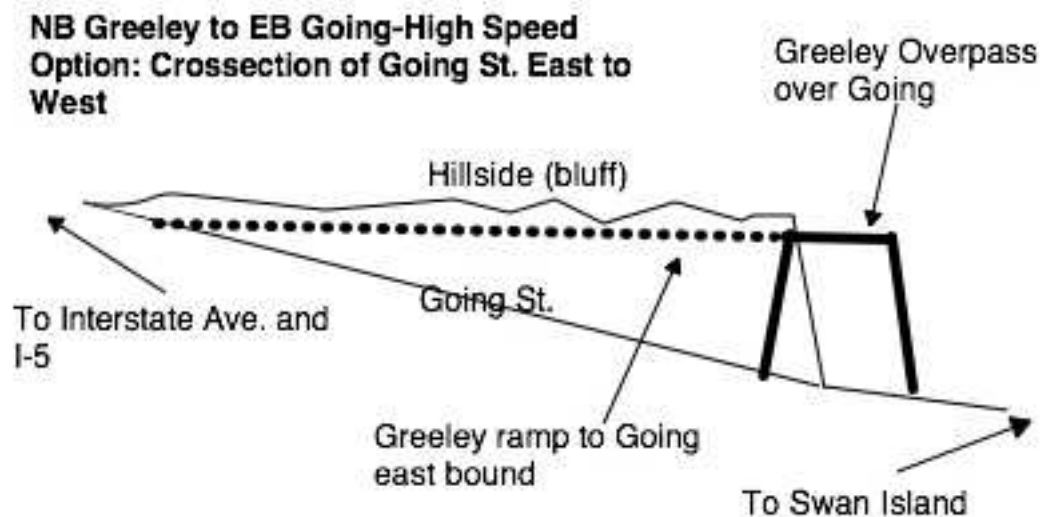 NB Greeley to EB Going-High Speed
Option: Crossection of Going St. East to
West
Greeley Overpass
over Going
Hillside (bluff)
Going St.
To Interstate Ave. and
I-5
Greeley ramp to Going
east bound
To Swan Island